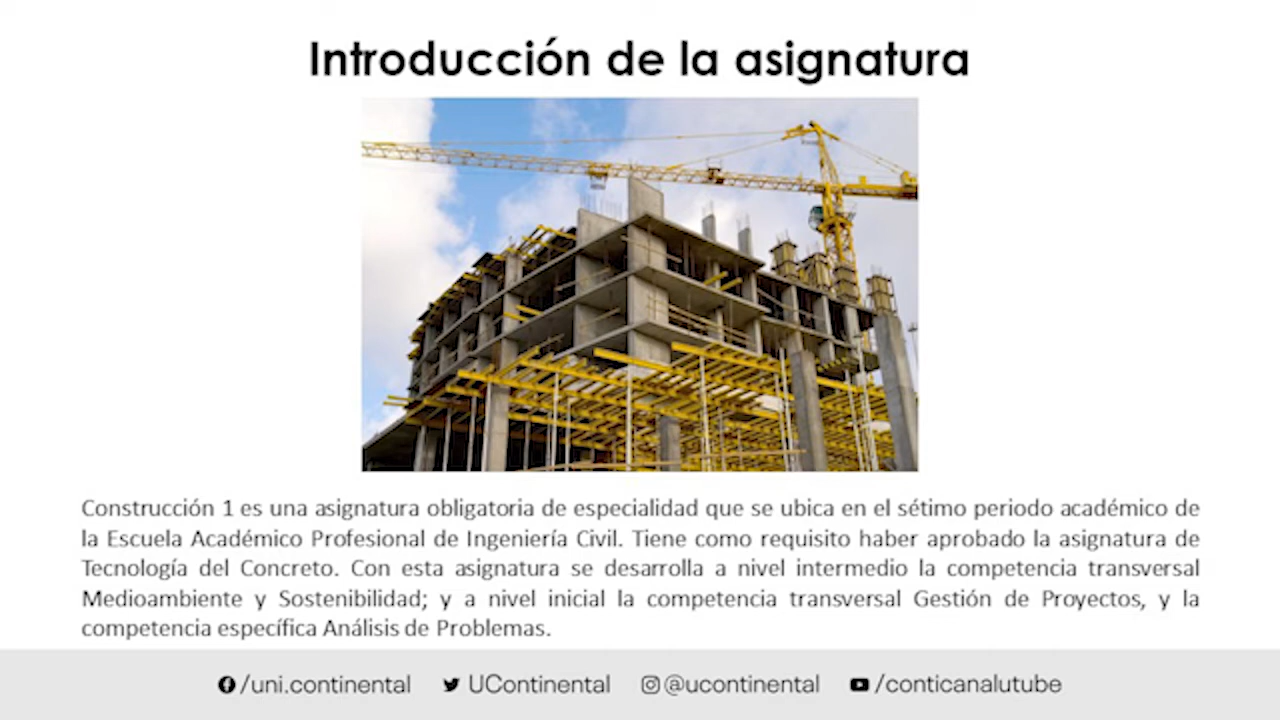 Introducción de la asignatura
Construcción 1 es una asignatura obligatoria de especialidad que se ubica en el sétimo periodo académico de
la Escuela Académico Profesional de Ingeniería Civil. Tiene como requisito haber aprobado la asignatura de
Tecnología del Concreto. Con esta asignatura se desarrolla a nivel intermedio la competencia transversal
Medioambiente y Sostenibilidad; y a nivel inicial la competencia transversal Gestión de Proyectos, y la
competencia específica Análisis de Problemas.
/uni.continental UContinental @ucontinental /conticanalutube